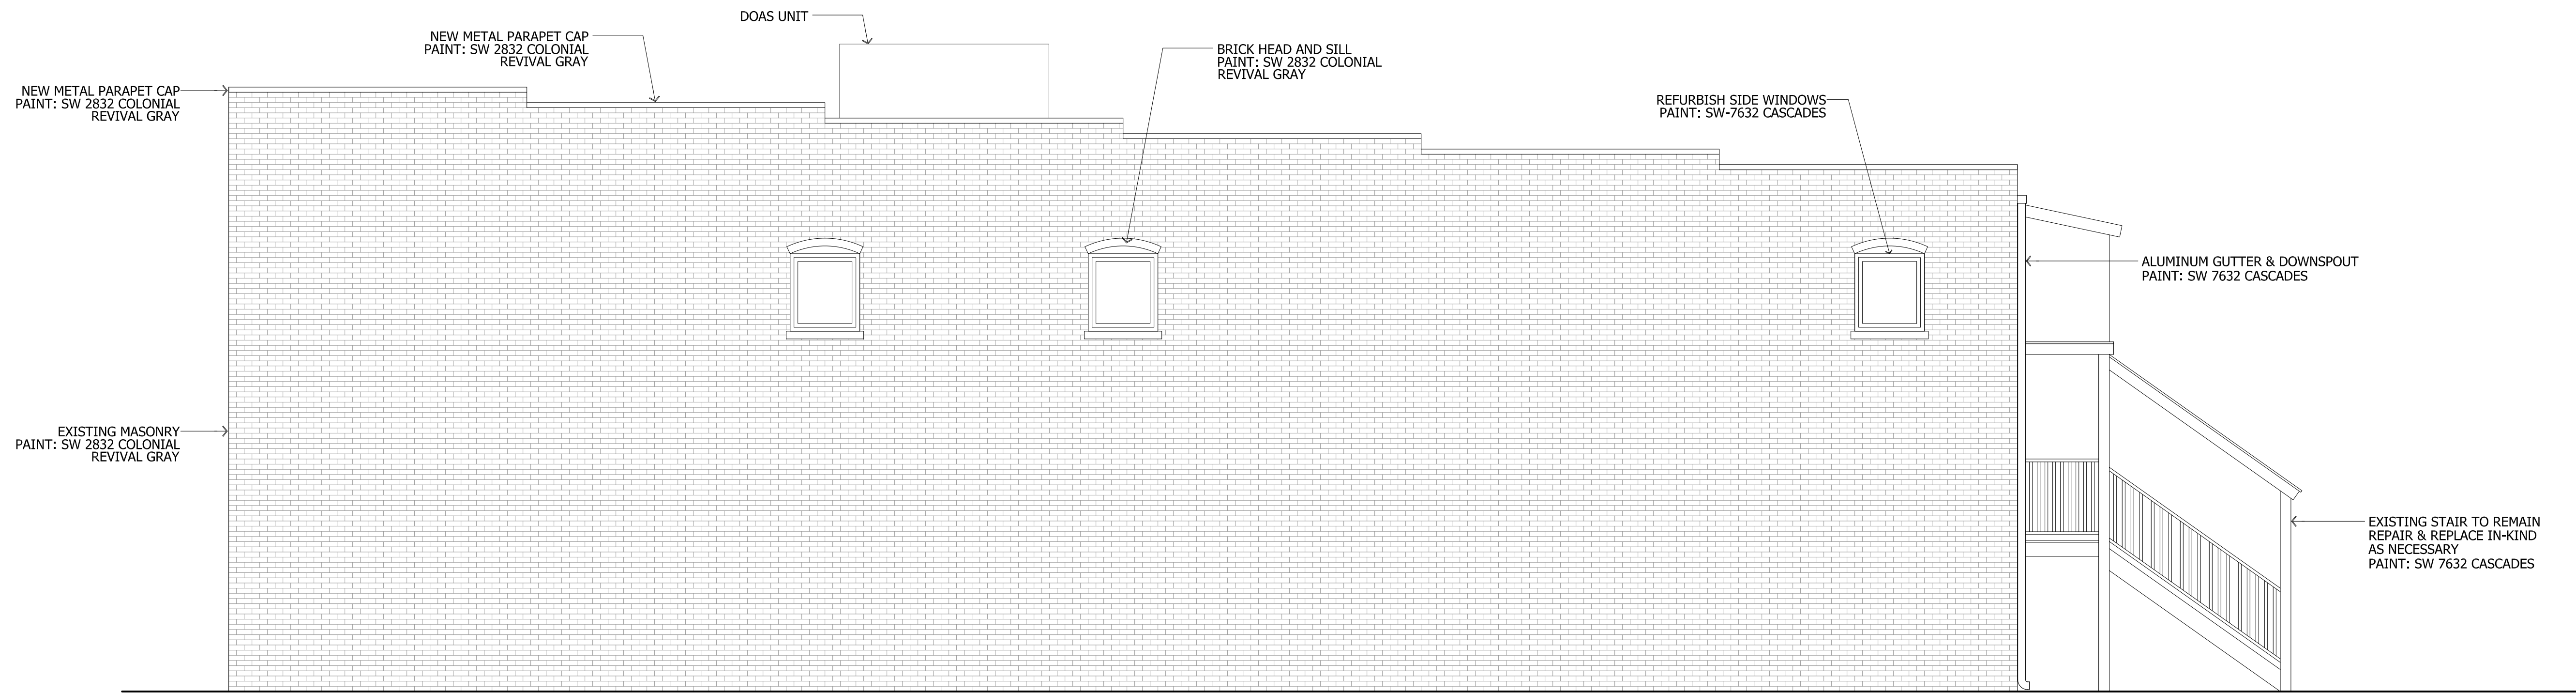 DOAS UNIT
NEW METAL PARAPET CAP
PAINT: SW 2832 COLONIAL
REVIVAL GRAY
BRICK HEAD AND SILL
PAINT: SW 2832 COLONIAL
REVIVAL GRAY
NEW METAL PARAPET CAP
PAINT: SW 2832 COLONIAL
REVIVAL GRAY
REFURBISH SIDE WINDOWS
PAINT: SW-7632 CASCADES
ALUMINUM GUTTER & DOWNSPOUT
PAINT: SW 7632 CASCADES
EXISTING MASONRY
PAINT: SW 2832 COLONIAL
REVIVAL GRAY
EXISTING STAIR TO REMAIN
REPAIR & REPLACE IN-KIND
AS NECESSARY
PAINT: SW 7632 CASCADES